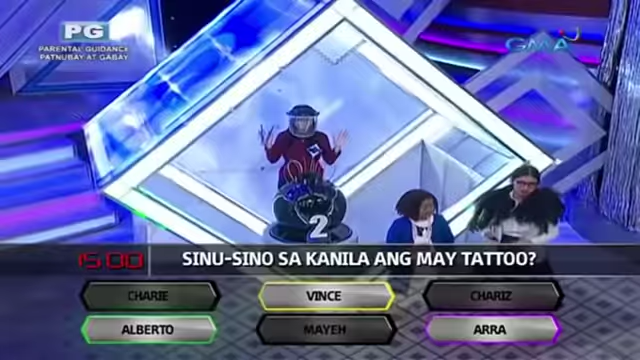 PG
PARENTAL GUIDANCE
PATNUBAY AT GABAY
GMA
2
15:00
SINU-SINO SA KANILA ANG MAY TATTOO?
CHARIE
VINCE
CHARIZ
ALBERTO
MAYEH
ARRA